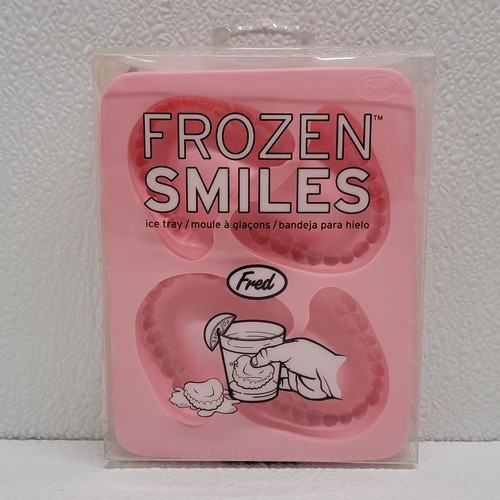 FROZEN™
SMILES
ice tray / moule à glaçons / bandeja para hielo
Fred